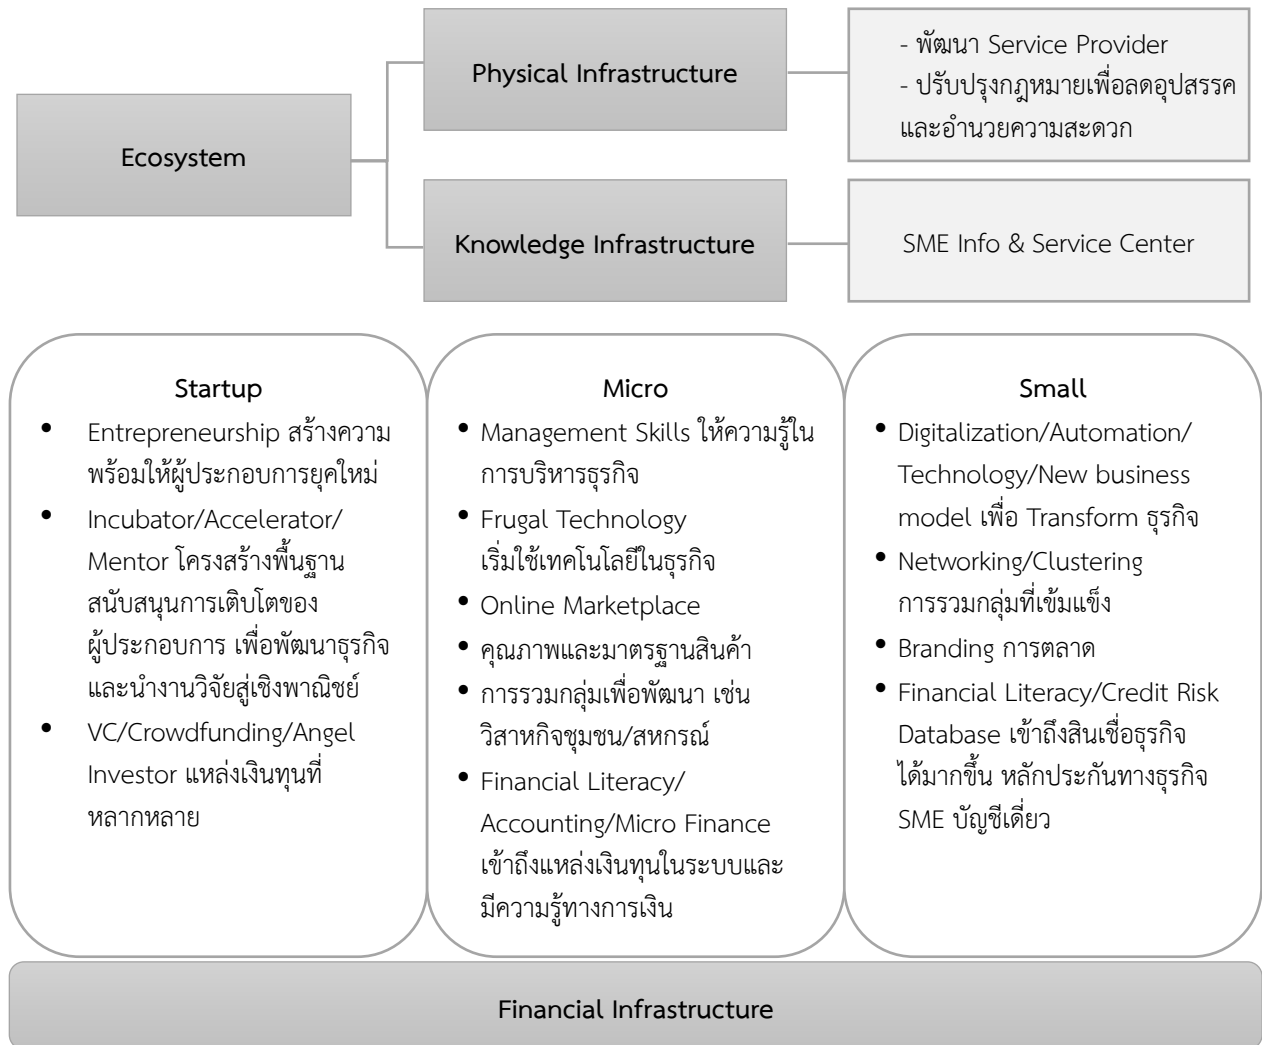 Ecosystem
Physical Infrastructure
- พัฒนา Service Provider
- ปรับปรุงกฎหมายเพื่อลดอุปสรรค
และอำนวยความสะดวก
Knowledge Infrastructure
SME Info & Service Center
Startup
• Entrepreneurship สร้างความ
พร้อมให้ผู้ประกอบการยุคใหม่
• Incubator/Accelerator/
Mentor โครงสร้างพื้นฐาน
สนับสนุนการเติบโตของ
ผู้ประกอบการ เพื่อพัฒนาธุรกิจ
และนำงานวิจัยสู่เชิงพาณิชย์
• VC/Crowdfunding/Angel
Investor แหล่งเงินทุนที่
หลากหลาย
Micro
• Management Skills ให้ความรู้ใน
การบริหารธุรกิจ
• Frugal Technology
เริ่มใช้เทคโนโลยีในธุรกิจ
• Online Marketplace
• คุณภาพและมาตรฐานสินค้า
• การรวมกลุ่มเพื่อพัฒนา เช่น
วิสาหกิจชุมชน/สหกรณ์
• Financial Literacy/
Accounting/Micro Finance
เข้าถึงแหล่งเงินทุนในระบบและ
มีความรู้ทางการเงิน
Small
• Digitalization/Automation/
Technology/New business
model เพื่อ Transform ธุรกิจ
• Networking/Clustering
การรวมกลุ่มที่เข้มแข็ง
• Branding การตลาด
• Financial Literacy/Credit Risk
Database เข้าถึงสินเชื่อธุรกิจ
ได้มากขึ้น หลักประกันทางธุรกิจ
SME บัญชีเดี่ยว
Financial Infrastructure